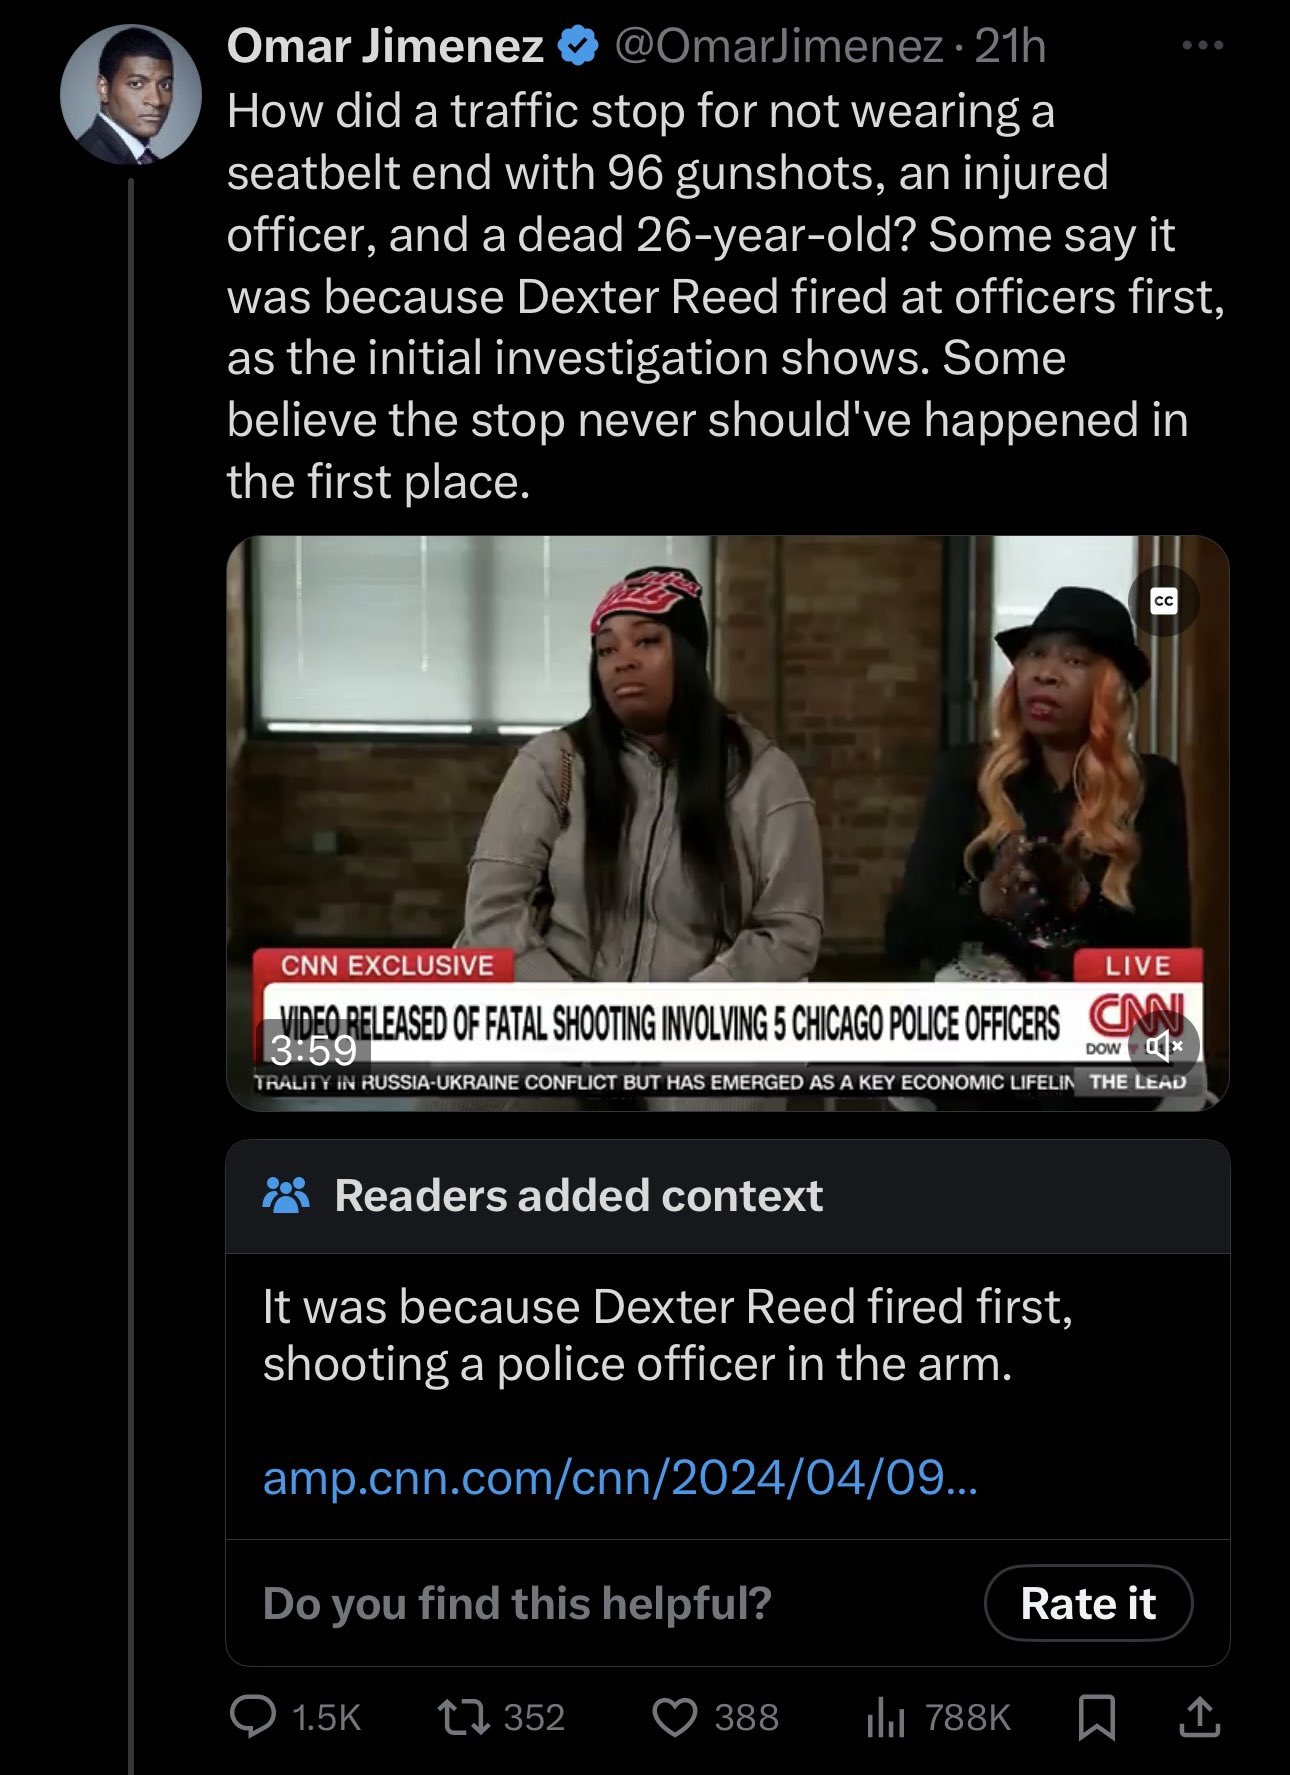 Omar Jimenez @OmarJimenez · 21h
How did a traffic stop for not wearing a
seatbelt end with 96 gunshots, an injured
officer, and a dead 26-year-old? Some say it
was because Dexter Reed fired at officers first,
as the initial investigation shows. Some
believe the stop never should've happened in
the first place.
CC
CNN EXCLUSIVE
LIVE
VIDEO RELEASED OF FATAL SHOOTING INVOLVING 5 CHICAGO POLICE OFFICERS
CNN
3:59
DOW
TRALITY IN RUSSIA-UKRAINE CONFLICT BUT HAS EMERGED AS A KEY ECONOMIC LIFELIN
THE LEAD
Readers added context
It was because Dexter Reed fired first,
shooting a police officer in the arm.
amp.cnn.com/cnn/2024/04/09...
Do you find this helpful?
Rate it
1.5K 352 388 788K